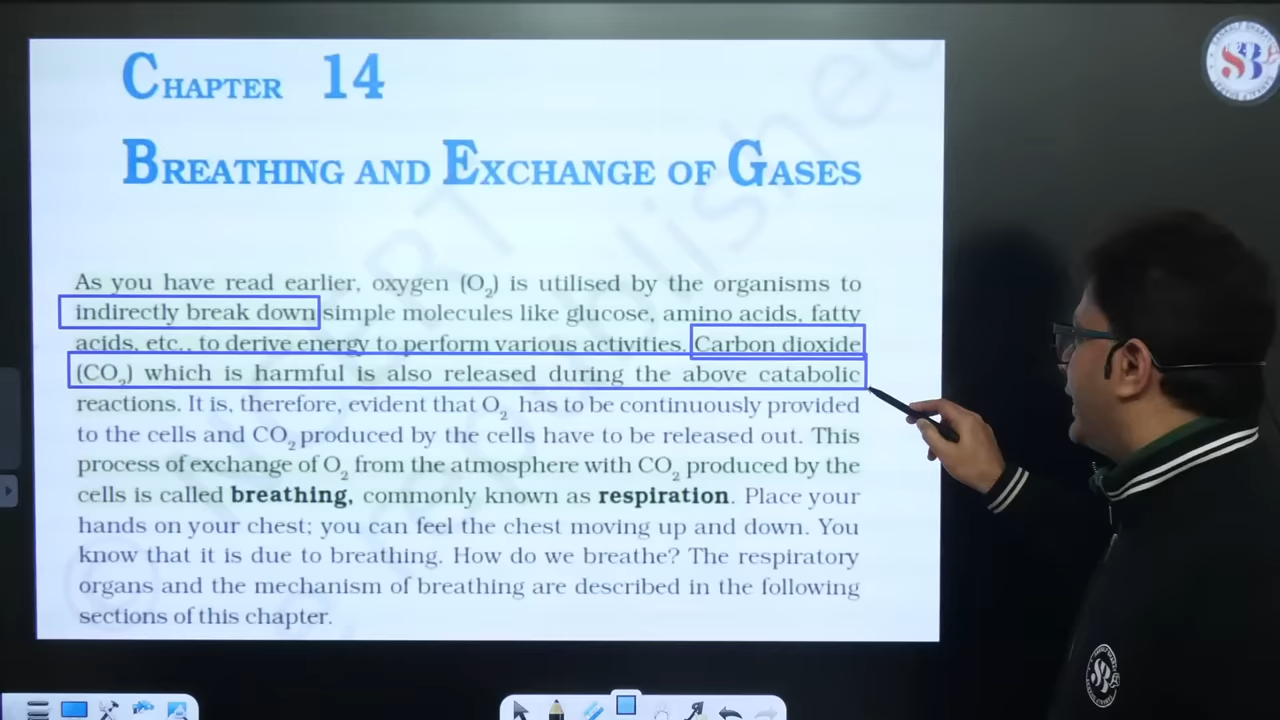 CHAPTER 14
BREATHING AND EXCHANGE OF GASES
As you have read earlier, oxygen (O₂) is utilised by the organisms to
indirectly break down simple molecules like glucose, amino acids, fatty
acids, etc., to derive energy to perform various activities. Carbon dioxide
(CO₂) which is harmful is also released during the above catabolic
reactions. It is, therefore, evident that O₂ has to be continuously provided
to the cells and CO₂ produced by the cells have to be released out. This
process of exchange of O₂ from the atmosphere with CO₂ produced by the
cells is called breathing, commonly known as respiration. Place your
hands on your chest; you can feel the chest moving up and down. You
know that it is due to breathing. How do we breathe? The respiratory
organs and the mechanism of breathing are described in the following
sections of this chapter.
SB